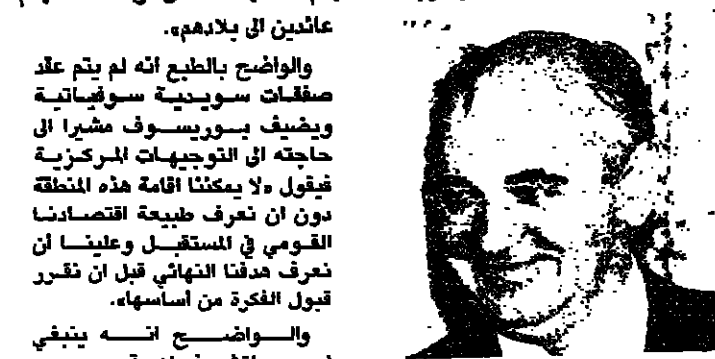 عائدين الى بلادهم».
والواضح بالطبع أنه لم يتم عقد
صفقات سويدية سوفياتية
ويضيف بوريسوف مشيرا الى
حاجته الى التوجيهات المركزية
فيقول «لا يمكننا اقامة هذه المنطقة
دون ان نعرف طبيعة اقتصادنا
القومي في المستقبل وعلينا أن
نعرف هدفنا النهائي قبل ان نقرر
قبول الفكرة من أساسها».
والواضح انه ينبغي